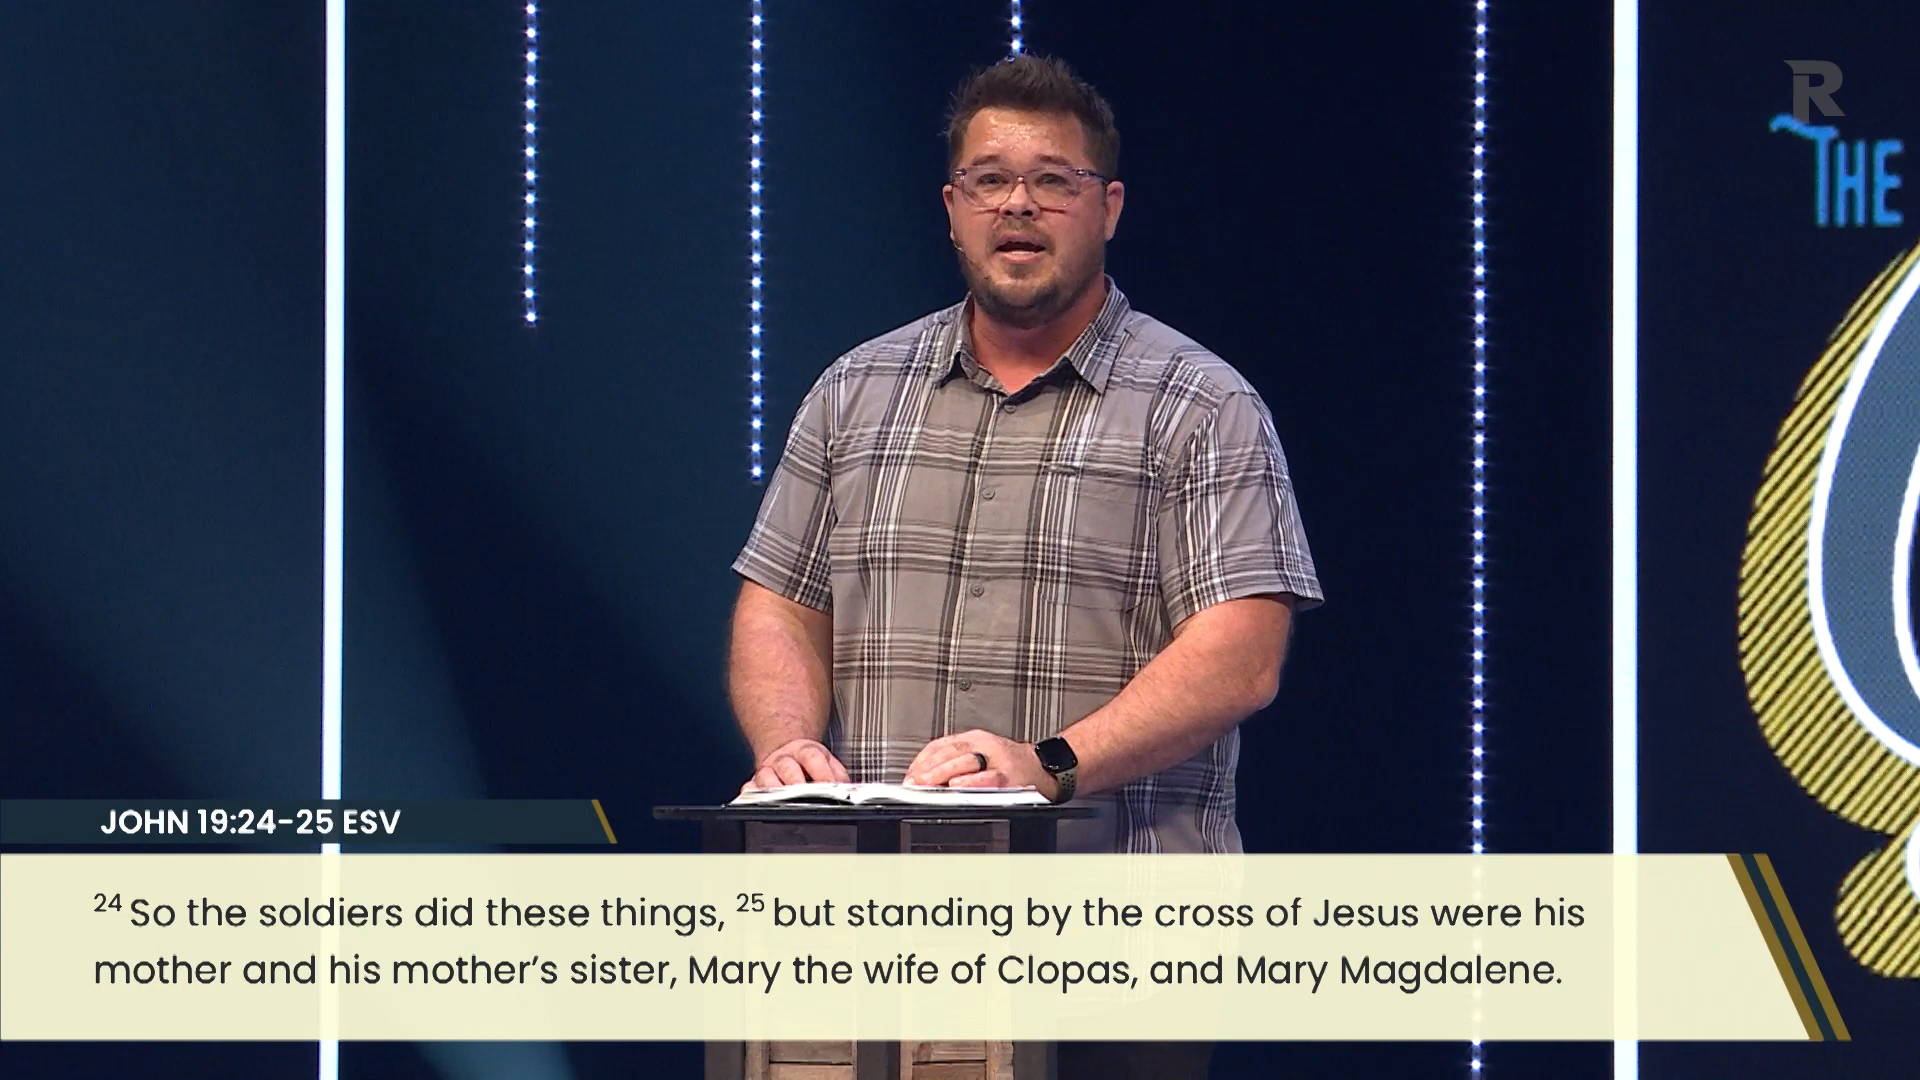 R
THE
JOHN 19:24-25 ESV
24 So the soldiers did these things, 25 but standing by the cross of Jesus were his
mother and his mother's sister, Mary the wife of Clopas, and Mary Magdalene.